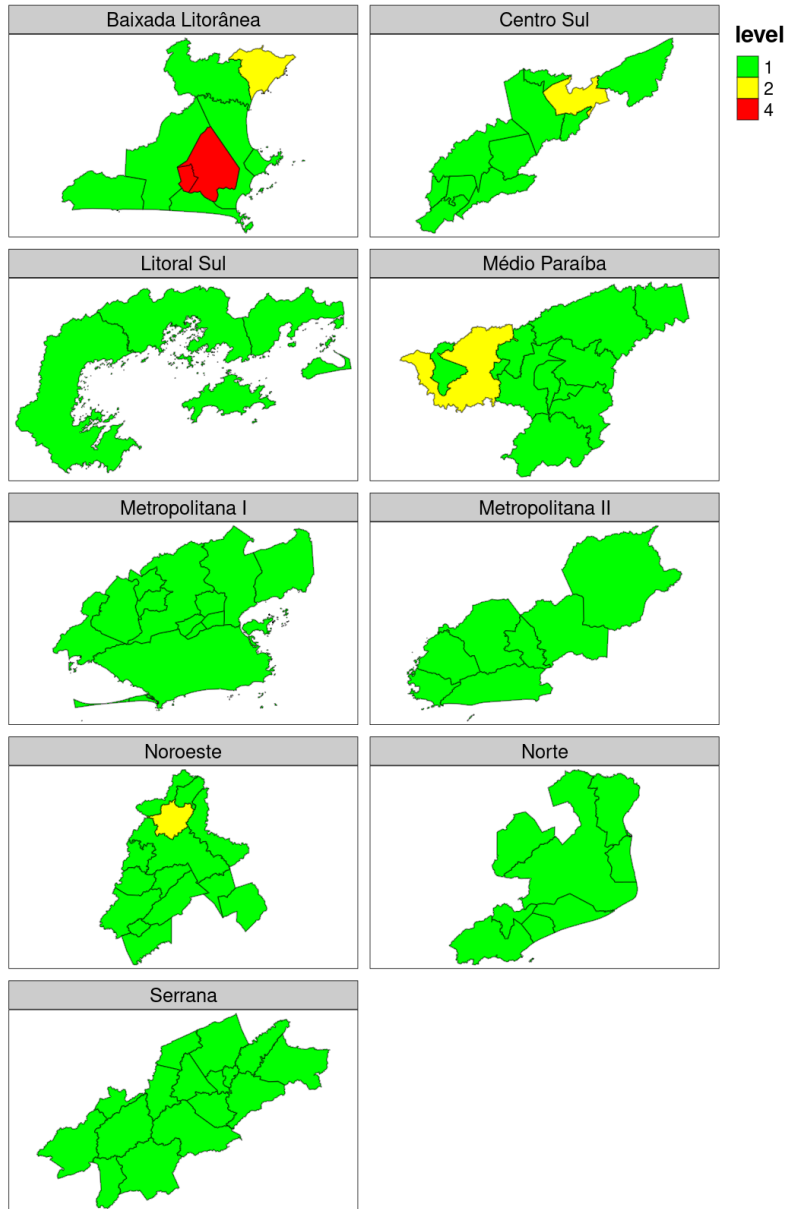 Baixada Litorânea
Centro Sul
level
1
2
4
Litoral Sul
Médio Paraíba
Metropolitana I
Metropolitana II
Noroeste
Norte
Serrana